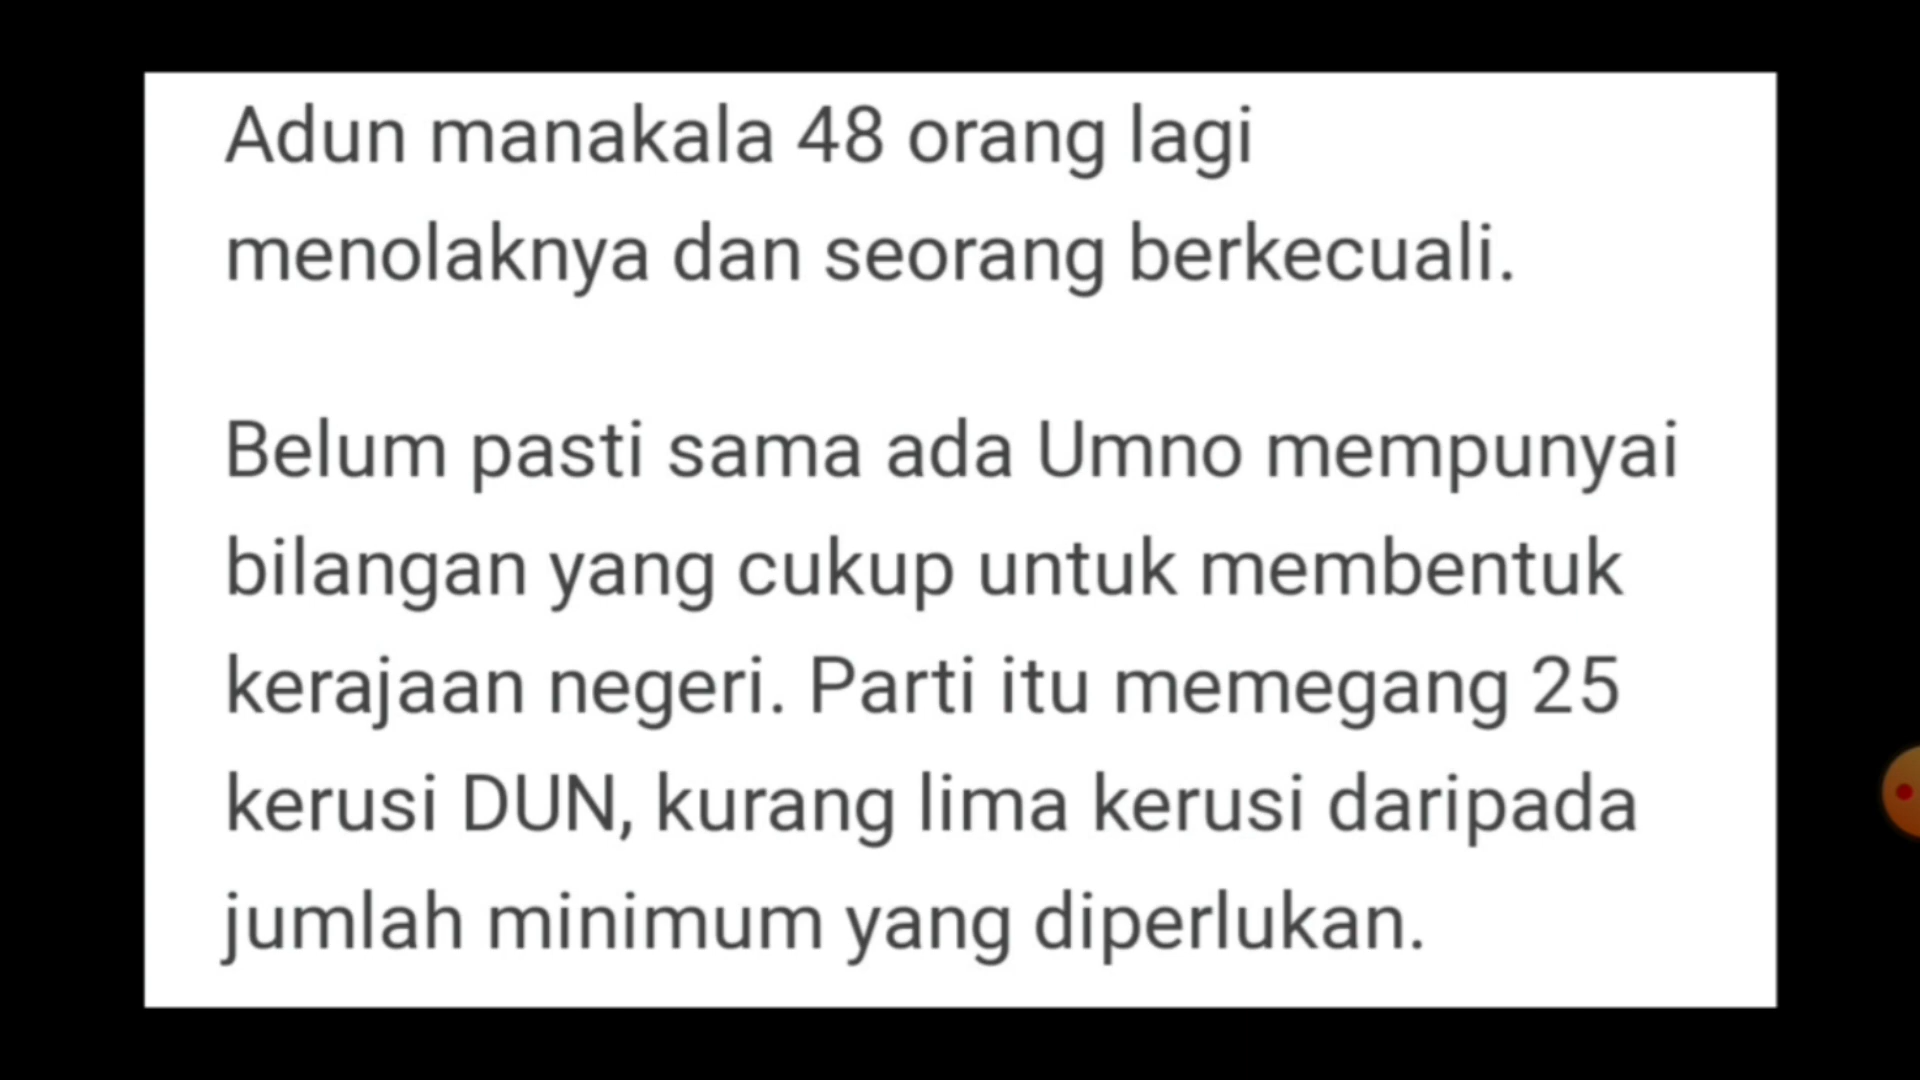 Adun manakala 48 orang lagi
menolaknya dan seorang berkecuali.
Belum pasti sama ada Umno mempunyai
bilangan yang cukup untuk membentuk
kerajaan negeri. Parti itu memegang 25
kerusi DUN, kurang lima kerusi daripada
jumlah minimum yang diperlukan.